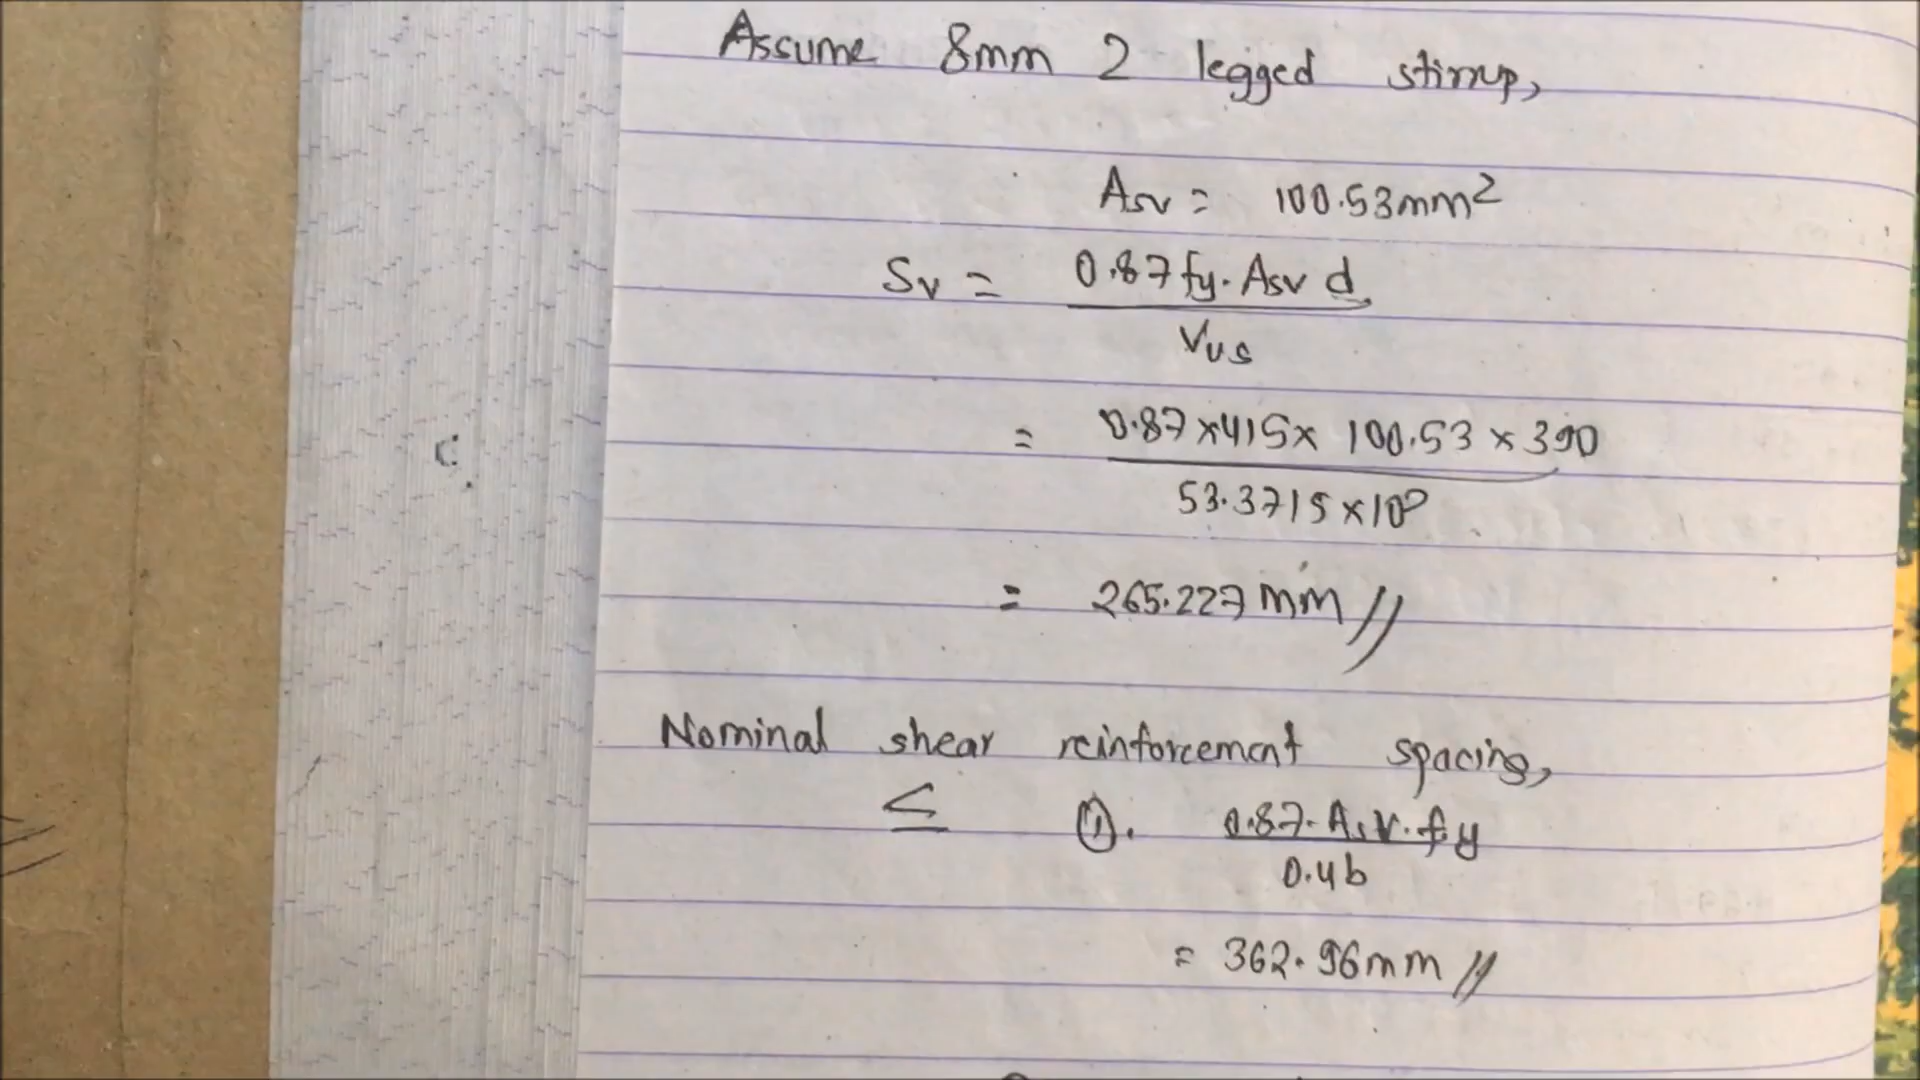 Assume 8mm 2 legged stirrup,
Asv = 100.53mm²
Sv = 0.87 fy. Asv d
Vus
= 0.87 x 415 x 100.53 x 390
53.3715 x 10³
= 265.227 mm //
Nominal shear reinforcement spacing,
≤ ①. 0.87. Asv. fy
0.4b
= 362.96mm //